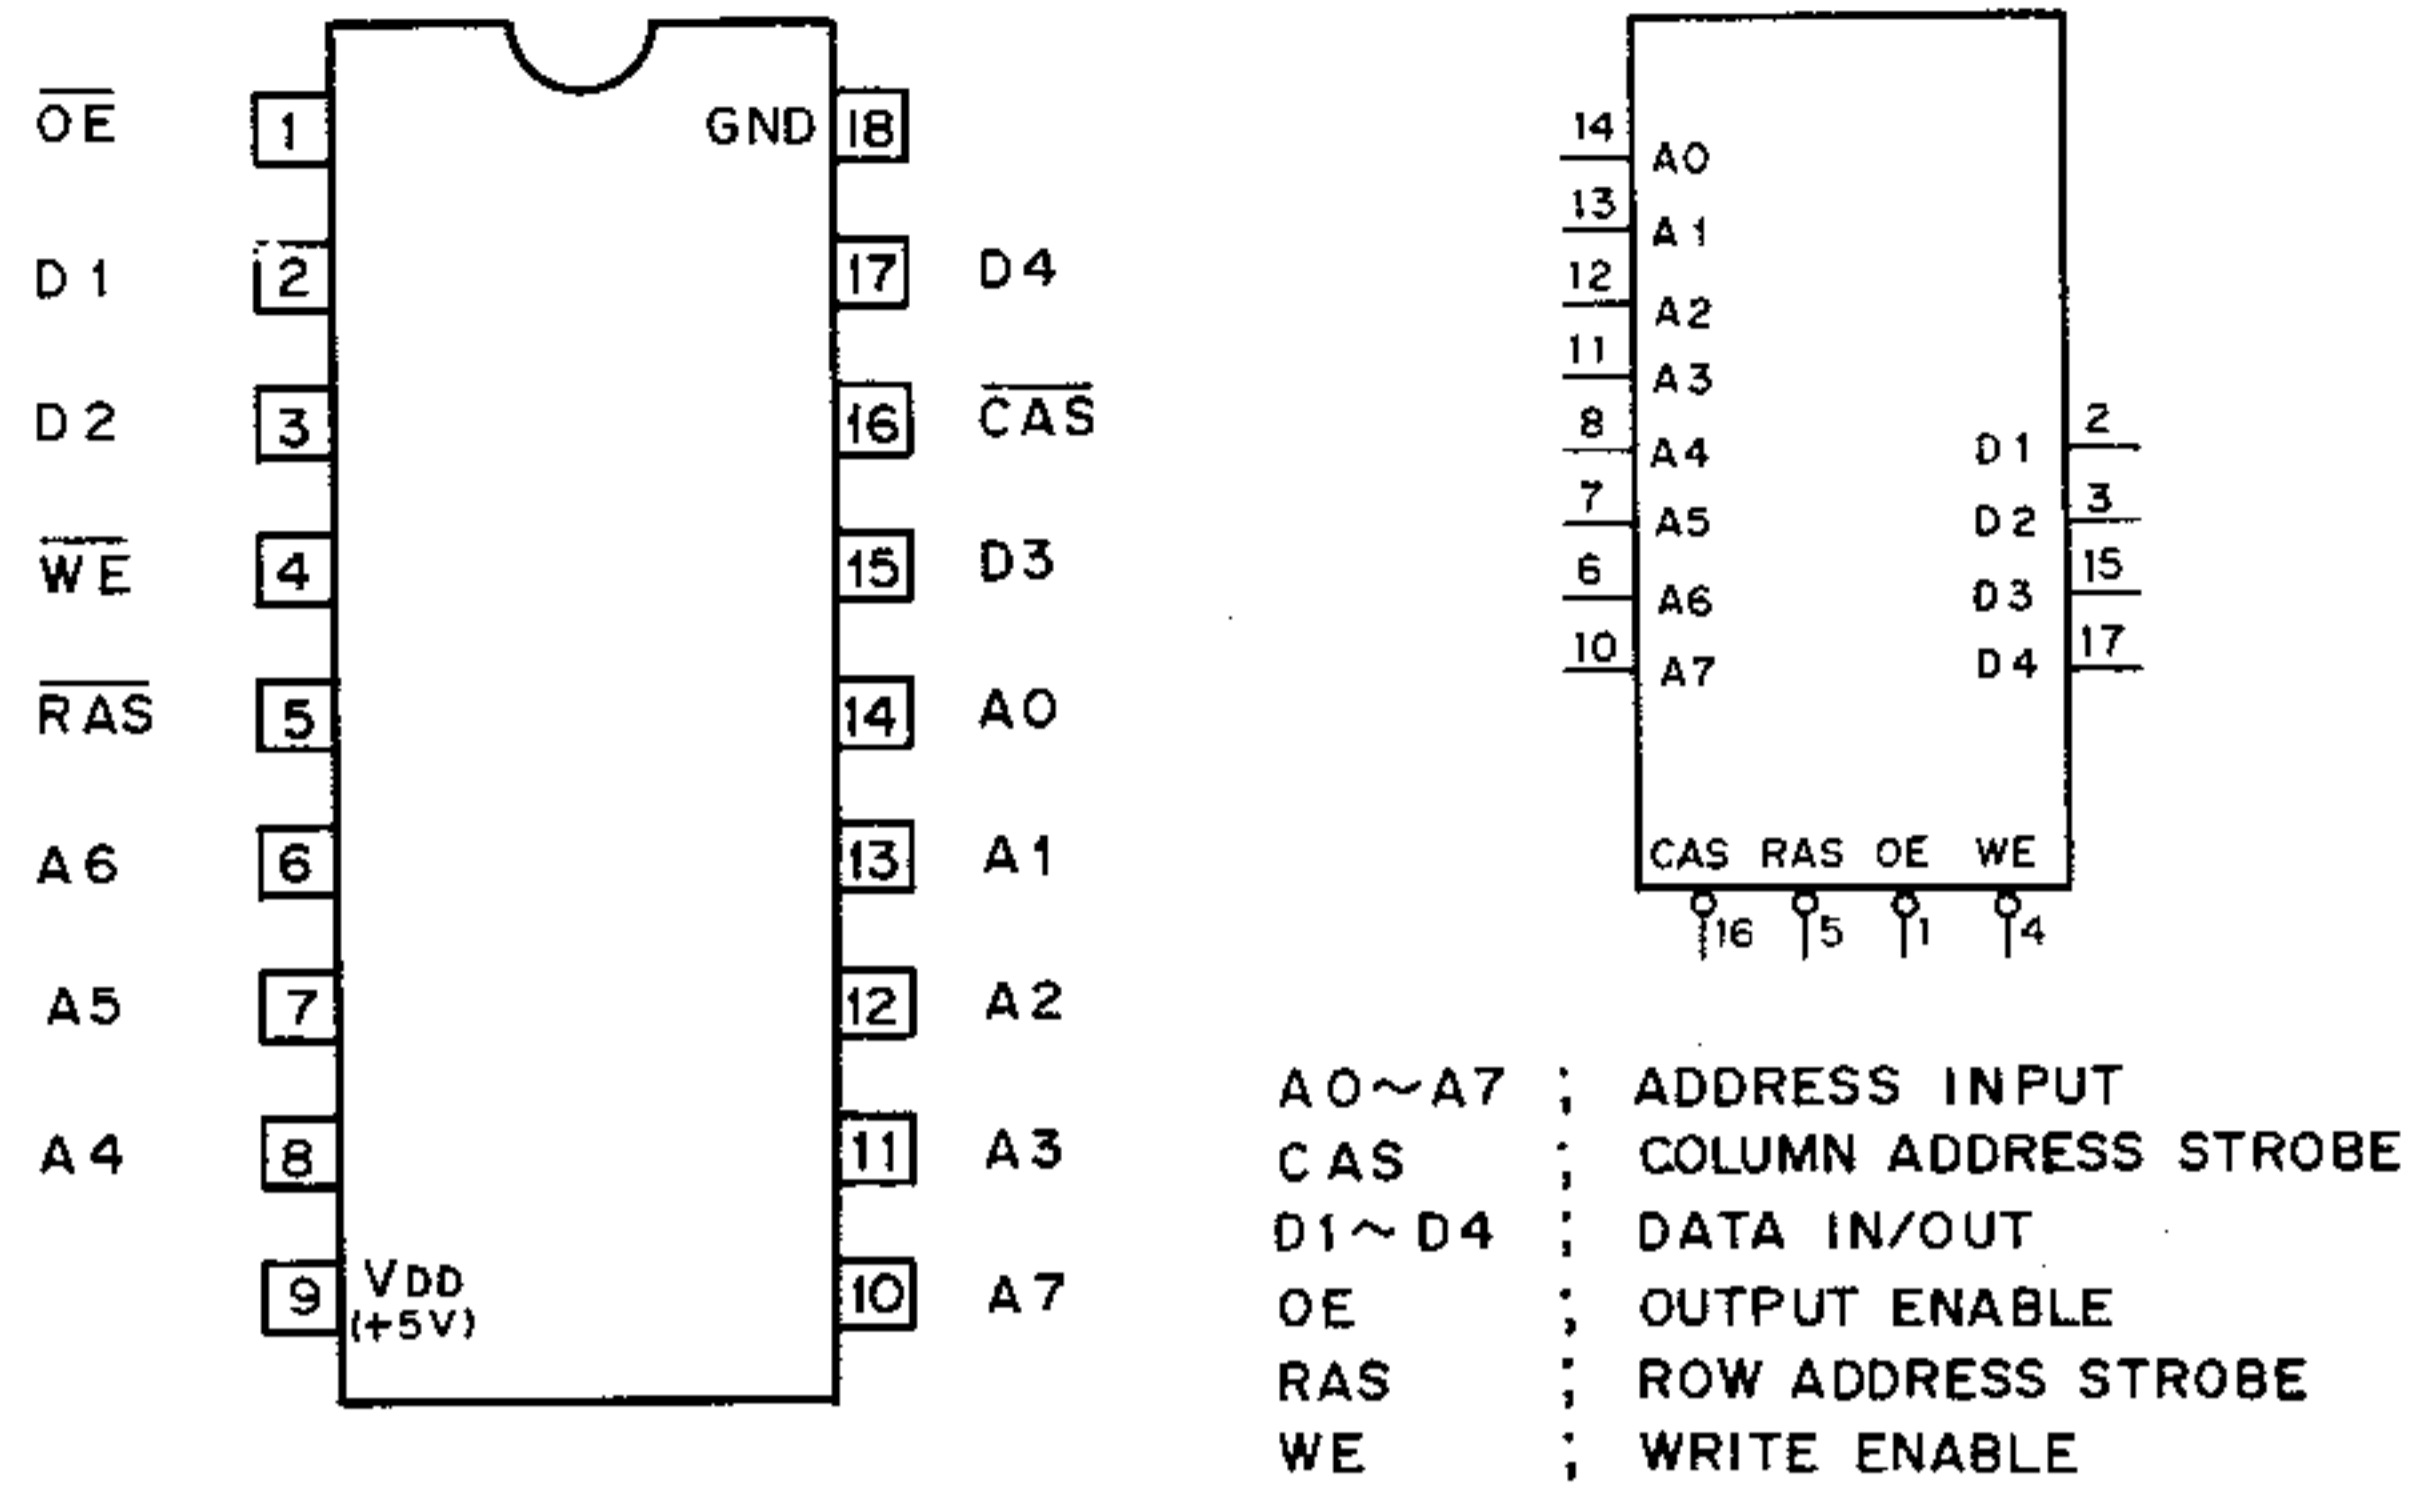 OE 1 GND 18
D1 2 17 D4
D2 3 16 CAS
WE 4 15 D3
RAS 5 14 A0
A6 6 13 A1
A5 7 12 A2
A4 8 11 A3
9 VDD 10 A7
(+5V)
14 A0
13 A1
12 A2
11 A3
8 A4
7 A5
6 A6
10 A7
D1 2
D2 3
D3 15
D4 17
CAS RAS OE WE
16 5 1 4
A0~A7 ; ADDRESS INPUT
CAS ; COLUMN ADDRESS STROBE
D1~D4 ; DATA IN/OUT
OE ; OUTPUT ENABLE
RAS ; ROW ADDRESS STROBE
WE ; WRITE ENABLE